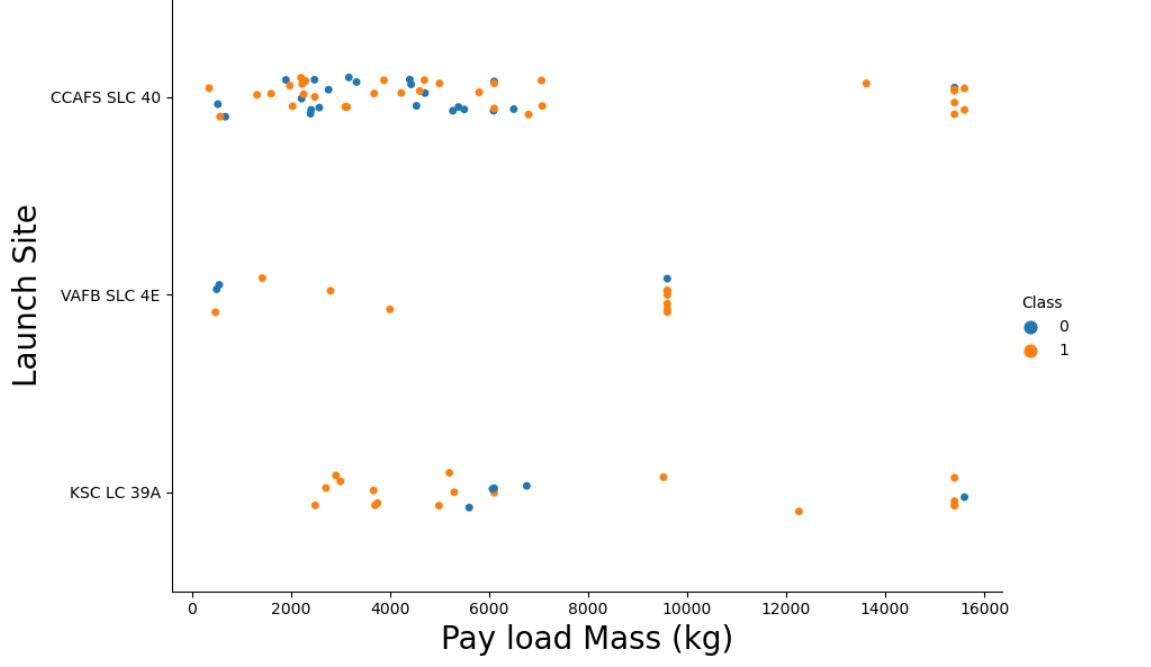 Launch Site
CCAFS SLC 40
VAFB SLC 4E
KSC LC 39A
0 2000 4000 6000 8000 10000 12000 14000 16000
Pay load Mass (kg)
Class
0
1